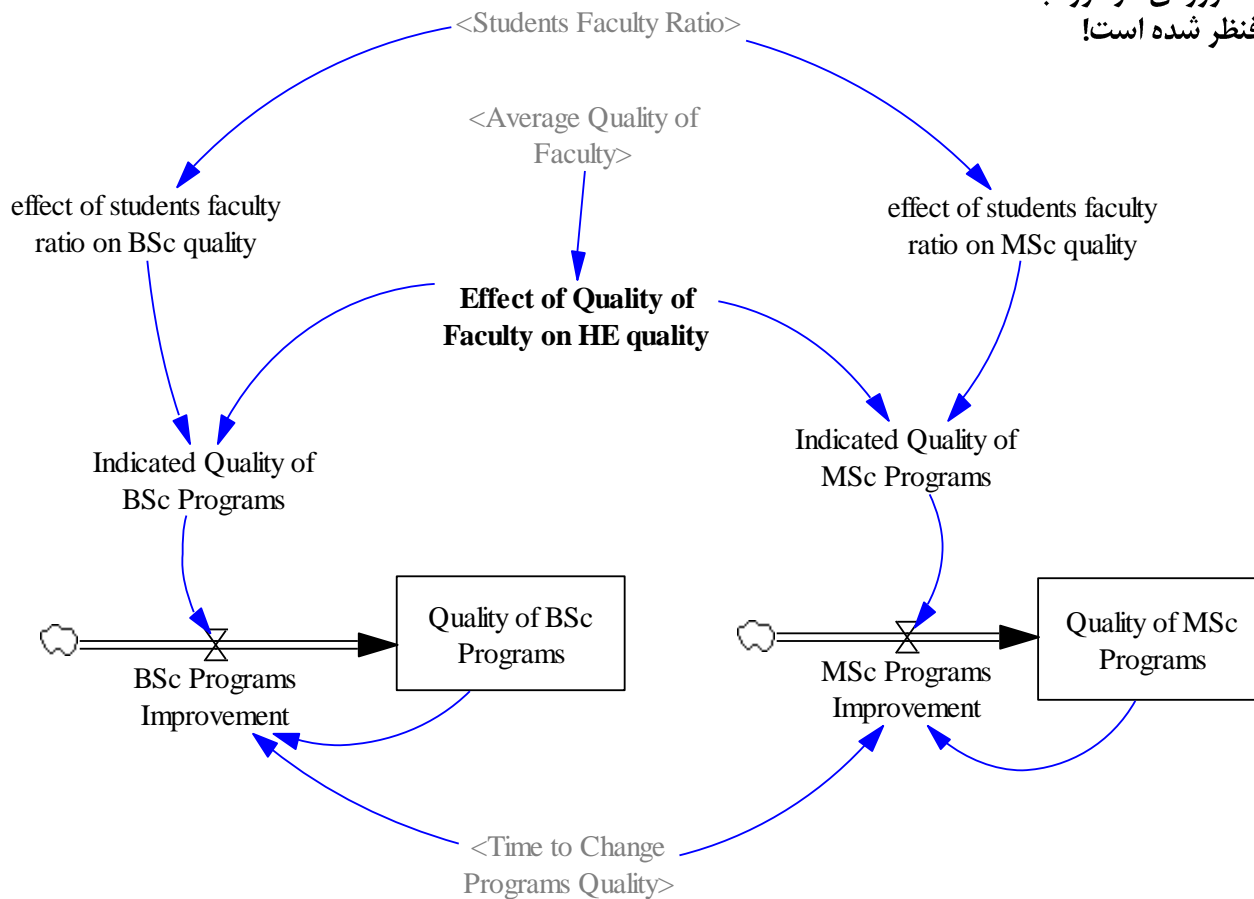 <Students Faculty Ratio>
فنظر شده است!
<Average Quality of
Faculty>
effect of students faculty
ratio on BSc quality
effect of students faculty
ratio on MSc quality
Effect of Quality of
Faculty on HE quality
Indicated Quality of
BSc Programs
Indicated Quality of
MSc Programs
Quality of BSc
Programs
Quality of MSc
Programs
BSc Programs
Improvement
MSc Programs
Improvement
<Time to Change
Programs Quality>